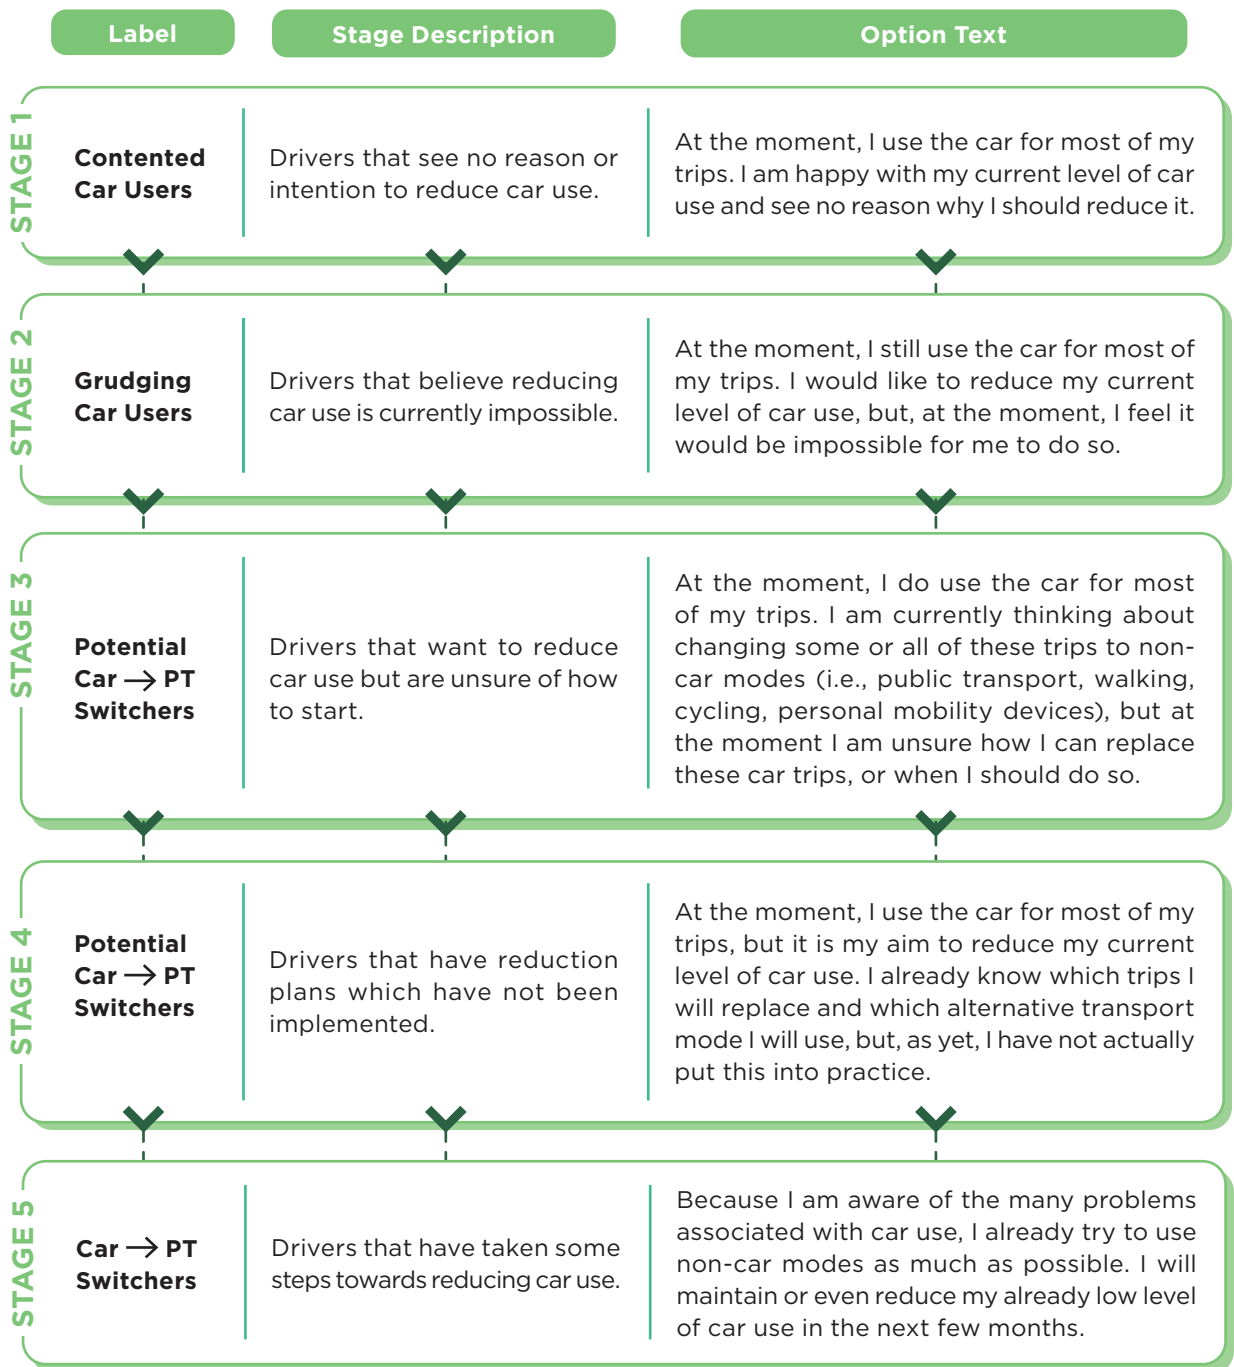 Label
Stage Description
Option Text
STAGE 1
Contented
Car Users
Drivers that see no reason or
intention to reduce car use.
At the moment, I use the car for most of my
trips. I am happy with my current level of car
use and see no reason why I should reduce it.
STAGE 2
Grudging
Car Users
Drivers that believe reducing
car use is currently impossible.
At the moment, I still use the car for most of
my trips. I would like to reduce my current
level of car use, but, at the moment, I feel it
would be impossible for me to do so.
STAGE 3
Potential
Car → PT
Switchers
Drivers that want to reduce
car use but are unsure of how
to start.
At the moment, I do use the car for most
of my trips. I am currently thinking about
changing some or all of these trips to non-
car modes (i.e., public transport, walking,
cycling, personal mobility devices), but at
the moment I am unsure how I can replace
these car trips, or when I should do so.
STAGE 4
Potential
Car → PT
Switchers
Drivers that have reduction
plans which have not been
implemented.
At the moment, I use the car for most of my
trips, but it is my aim to reduce my current
level of car use. I already know which trips I
will replace and which alternative transport
mode I will use, but, as yet, I have not actually
put this into practice.
STAGE 5
Car → PT
Switchers
Drivers that have taken some
steps towards reducing car use.
Because I am aware of the many problems
associated with car use, I already try to use
non-car modes as much as possible. I will
maintain or even reduce my already low level
of car use in the next few months.